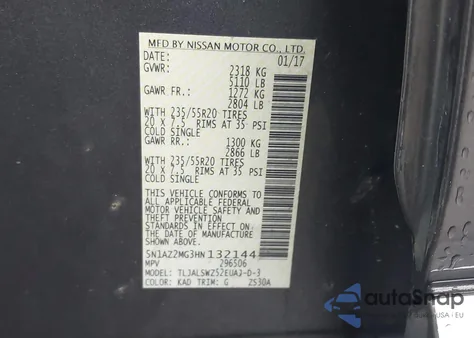 MFD BY NISSAN MOTOR CO., LTD.
DATE: 01/17
GVWR: 2318 KG
5110 LB
GAWR FR.: 1272 KG
2804 LB
WITH 235/55R20 TIRES
20 X 7.5 RIMS AT 35 PSI
COLD SINGLE
GAWR RR.: 1300 KG
2866 LB
WITH 235/55R20 TIRES
20 X 7.5 RIMS AT 35 PSI
COLD SINGLE
THIS VEHICLE CONFORMS TO
ALL APPLICABLE FEDERAL
MOTOR VEHICLE SAFETY AND
THEFT PREVENTION
STANDARDS IN EFFECT ON
THE DATE OF MANUFACTURE
SHOWN ABOVE.
5N1AZ2MG3HN132144
MPV 296506
MODEL: TLJALSWZ52EUAJ-D-3
COLOR: KAD TRIM: G Z530A
autoSnap
USA - Europe - UK